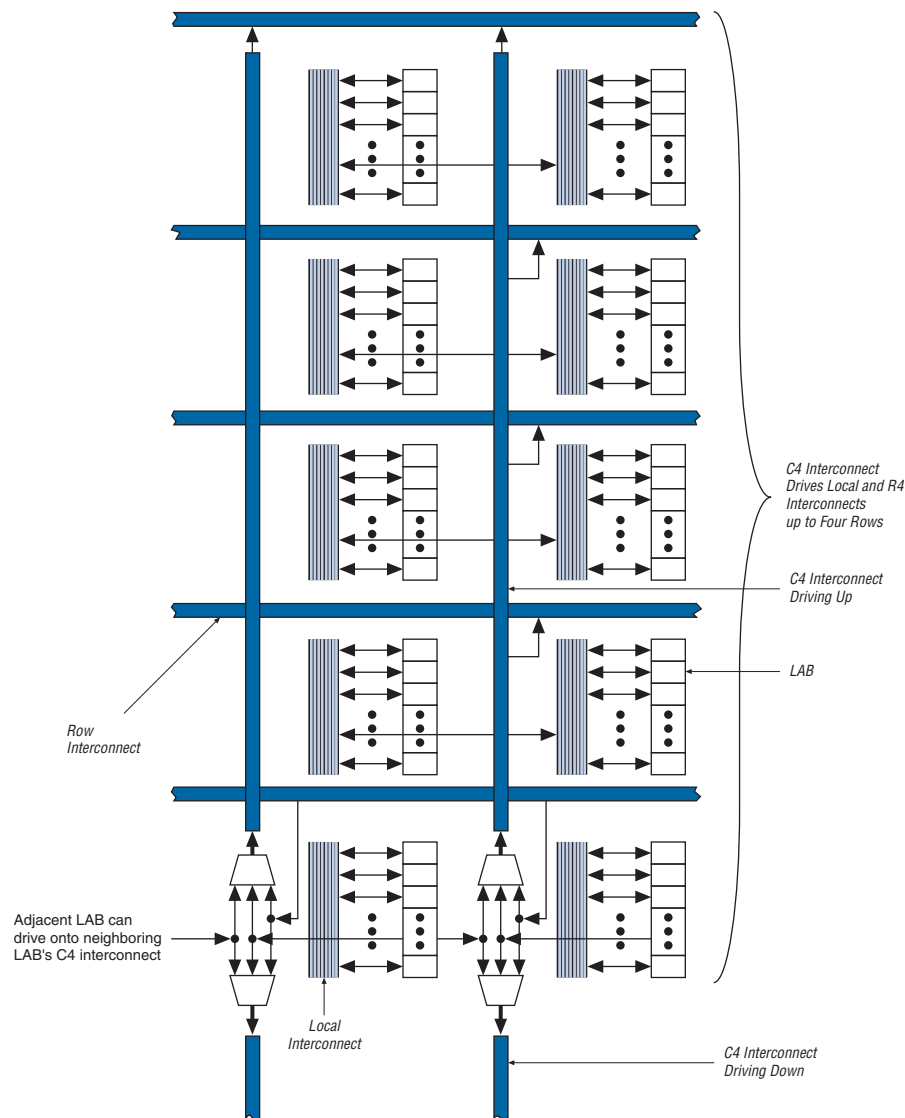 C4 Interconnect
Drives Local and R4
Interconnects
up to Four Rows
C4 Interconnect
Driving Up
LAB
Row
Interconnect
Adjacent LAB can
drive onto neighboring
LAB's C4 interconnect
Local
Interconnect
C4 Interconnect
Driving Down